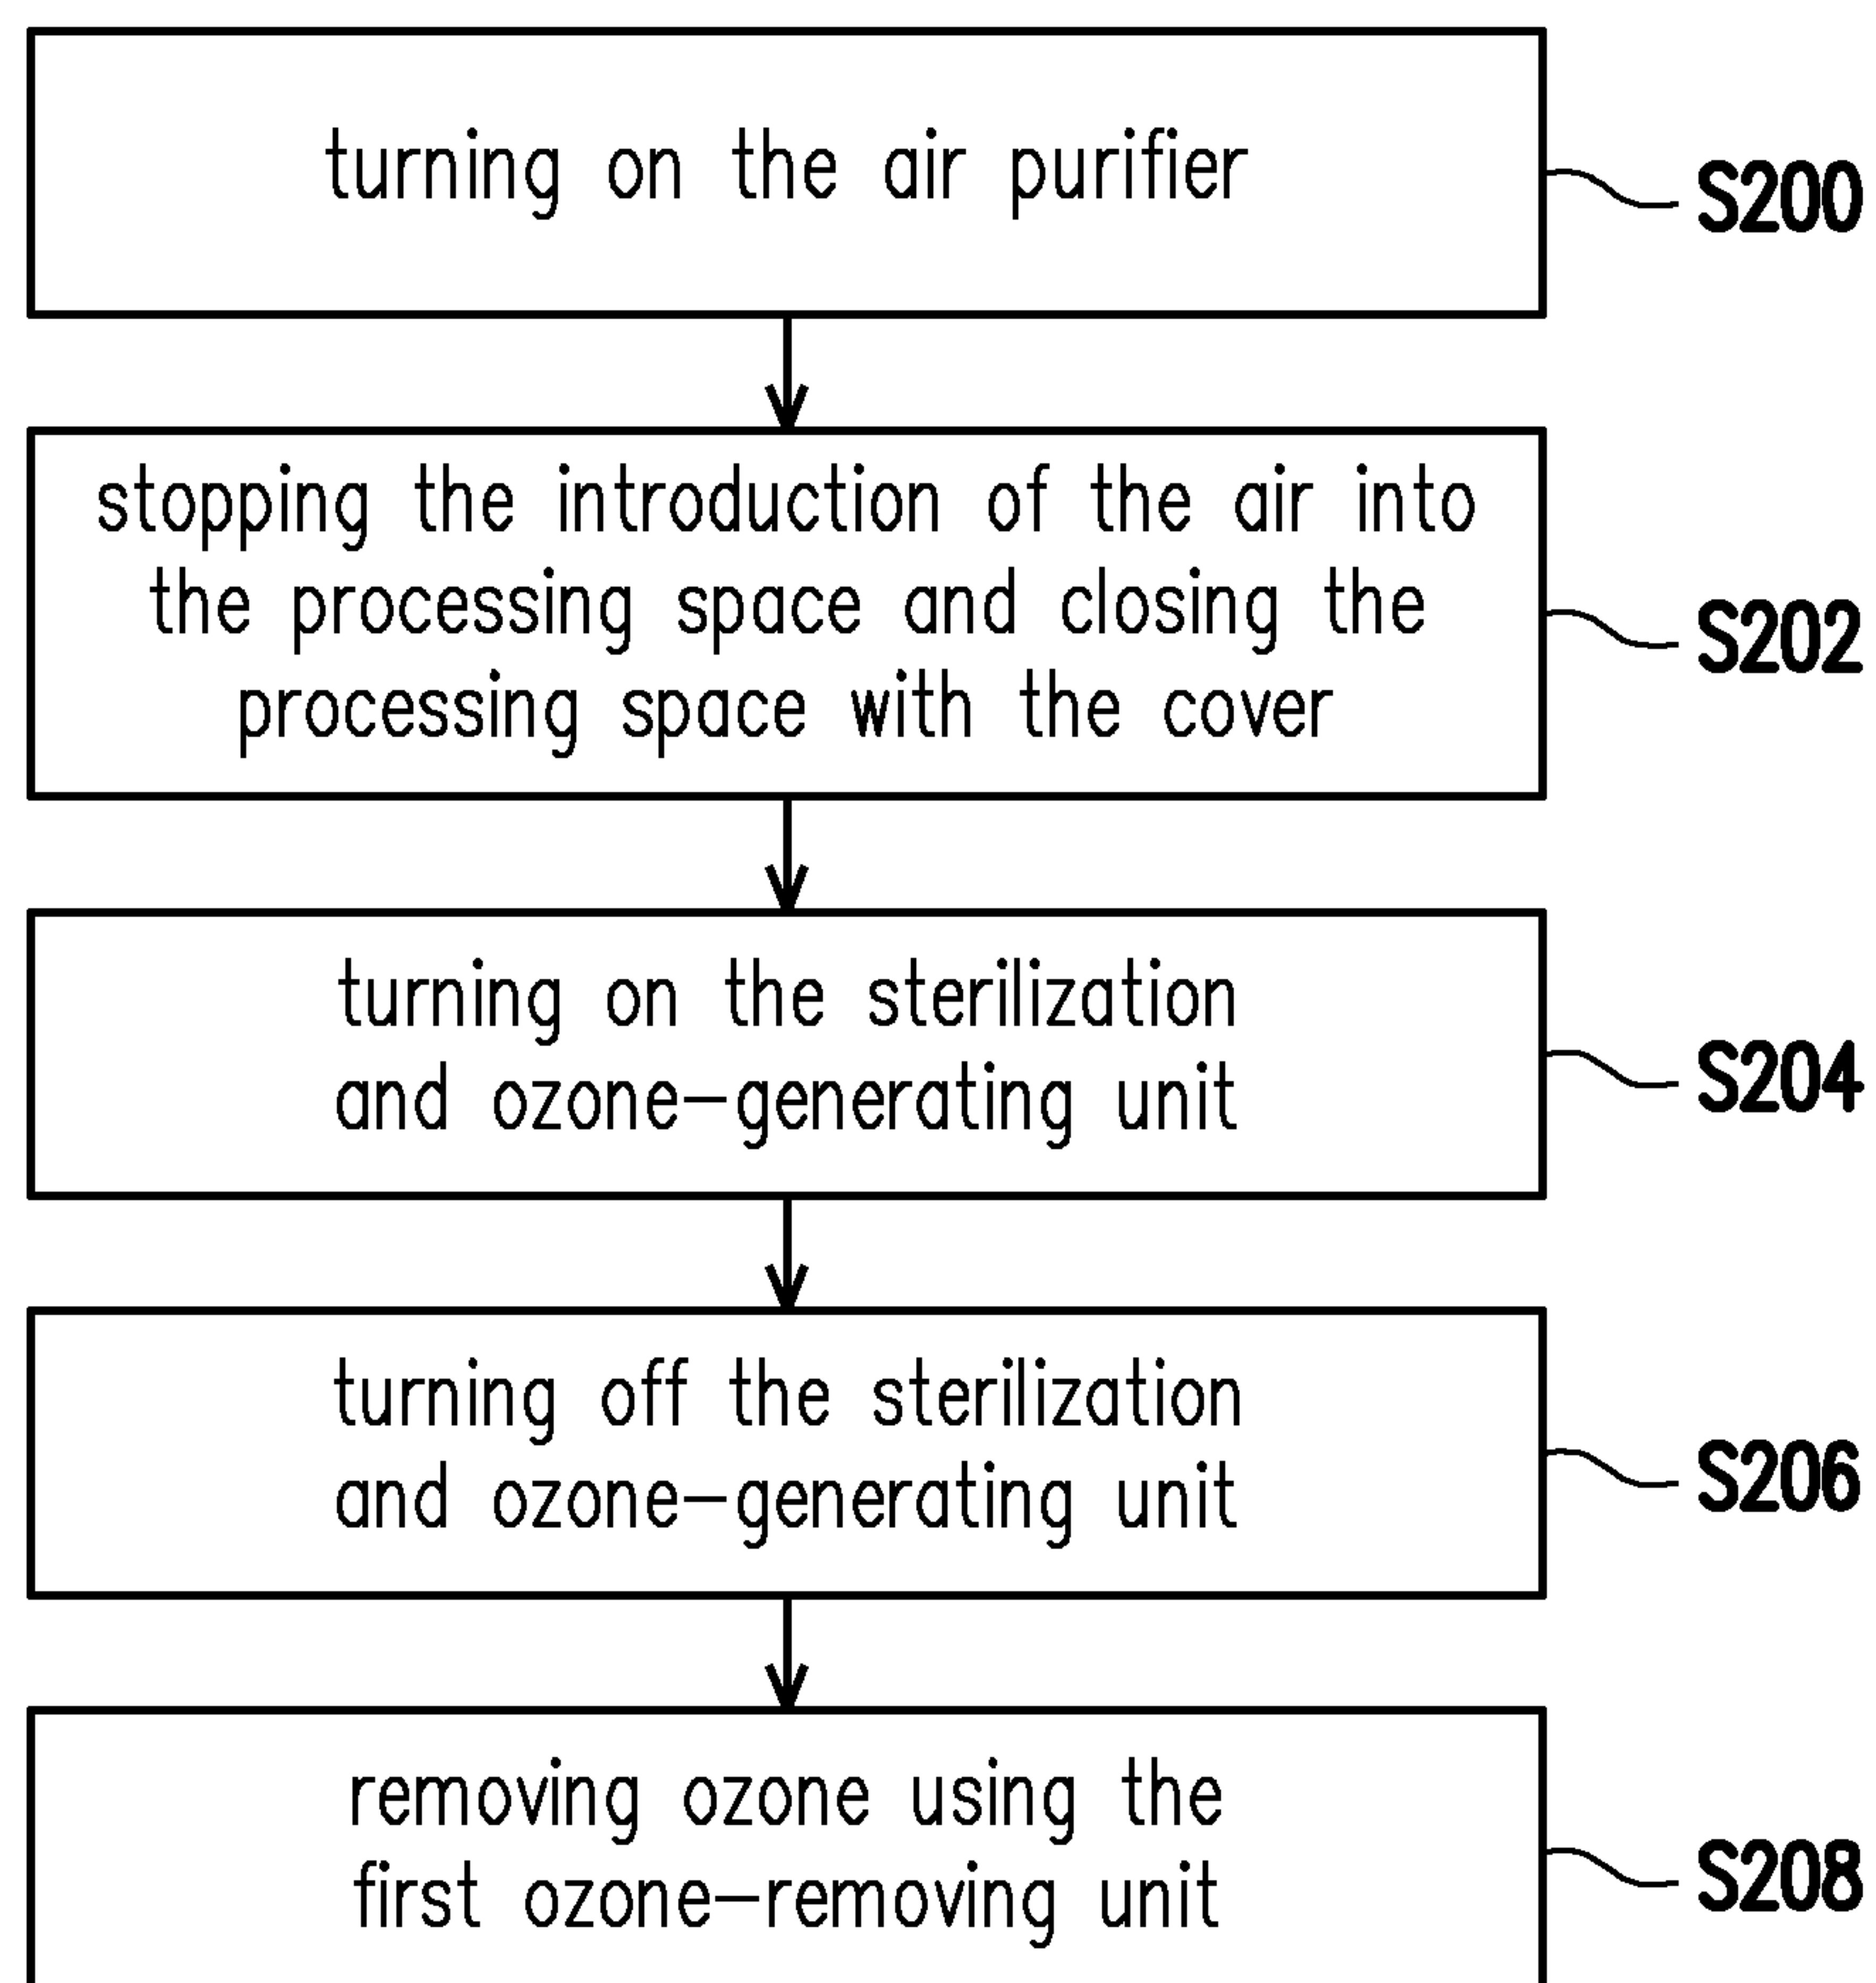 turning on the air purifier
S200
stopping the introduction of the air into
the processing space and closing the
processing space with the cover
S202
turning on the sterilization
and ozone-generating unit
S204
turning off the sterilization
and ozone-generating unit
S206
removing ozone using the
first ozone-removing unit
S208